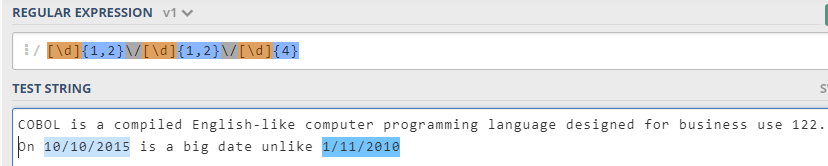 REGULAR EXPRESSION v1
/ [\d]{1,2}\/[\d]{1,2}\/[\d]{4}
TEST STRING
COBOL is a compiled English-like computer programming language designed for business use 122.
On 10/10/2015 is a big date unlike 1/11/2010